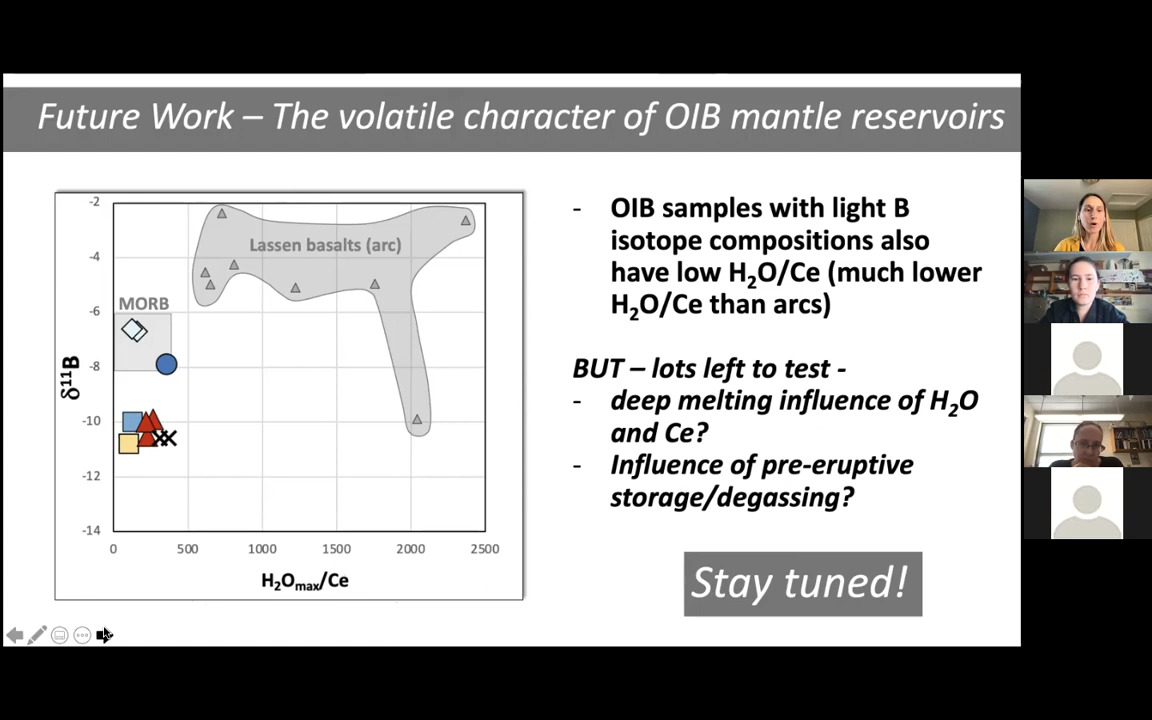 Future Work – The volatile character of OIB mantle reservoirs
-2
-4
-6
-8
-10
-12
-14
δ¹¹B
Lassen basalts (arc)
MORB
0 500 1000 1500 2000 2500
H₂Oₘₐₓ/Ce
- OIB samples with light B
isotope compositions also
have low H₂O/Ce (much lower
H₂O/Ce than arcs)
BUT – lots left to test -
- deep melting influence of H₂O
and Ce?
- Influence of pre-eruptive
storage/degassing?
Stay tuned!